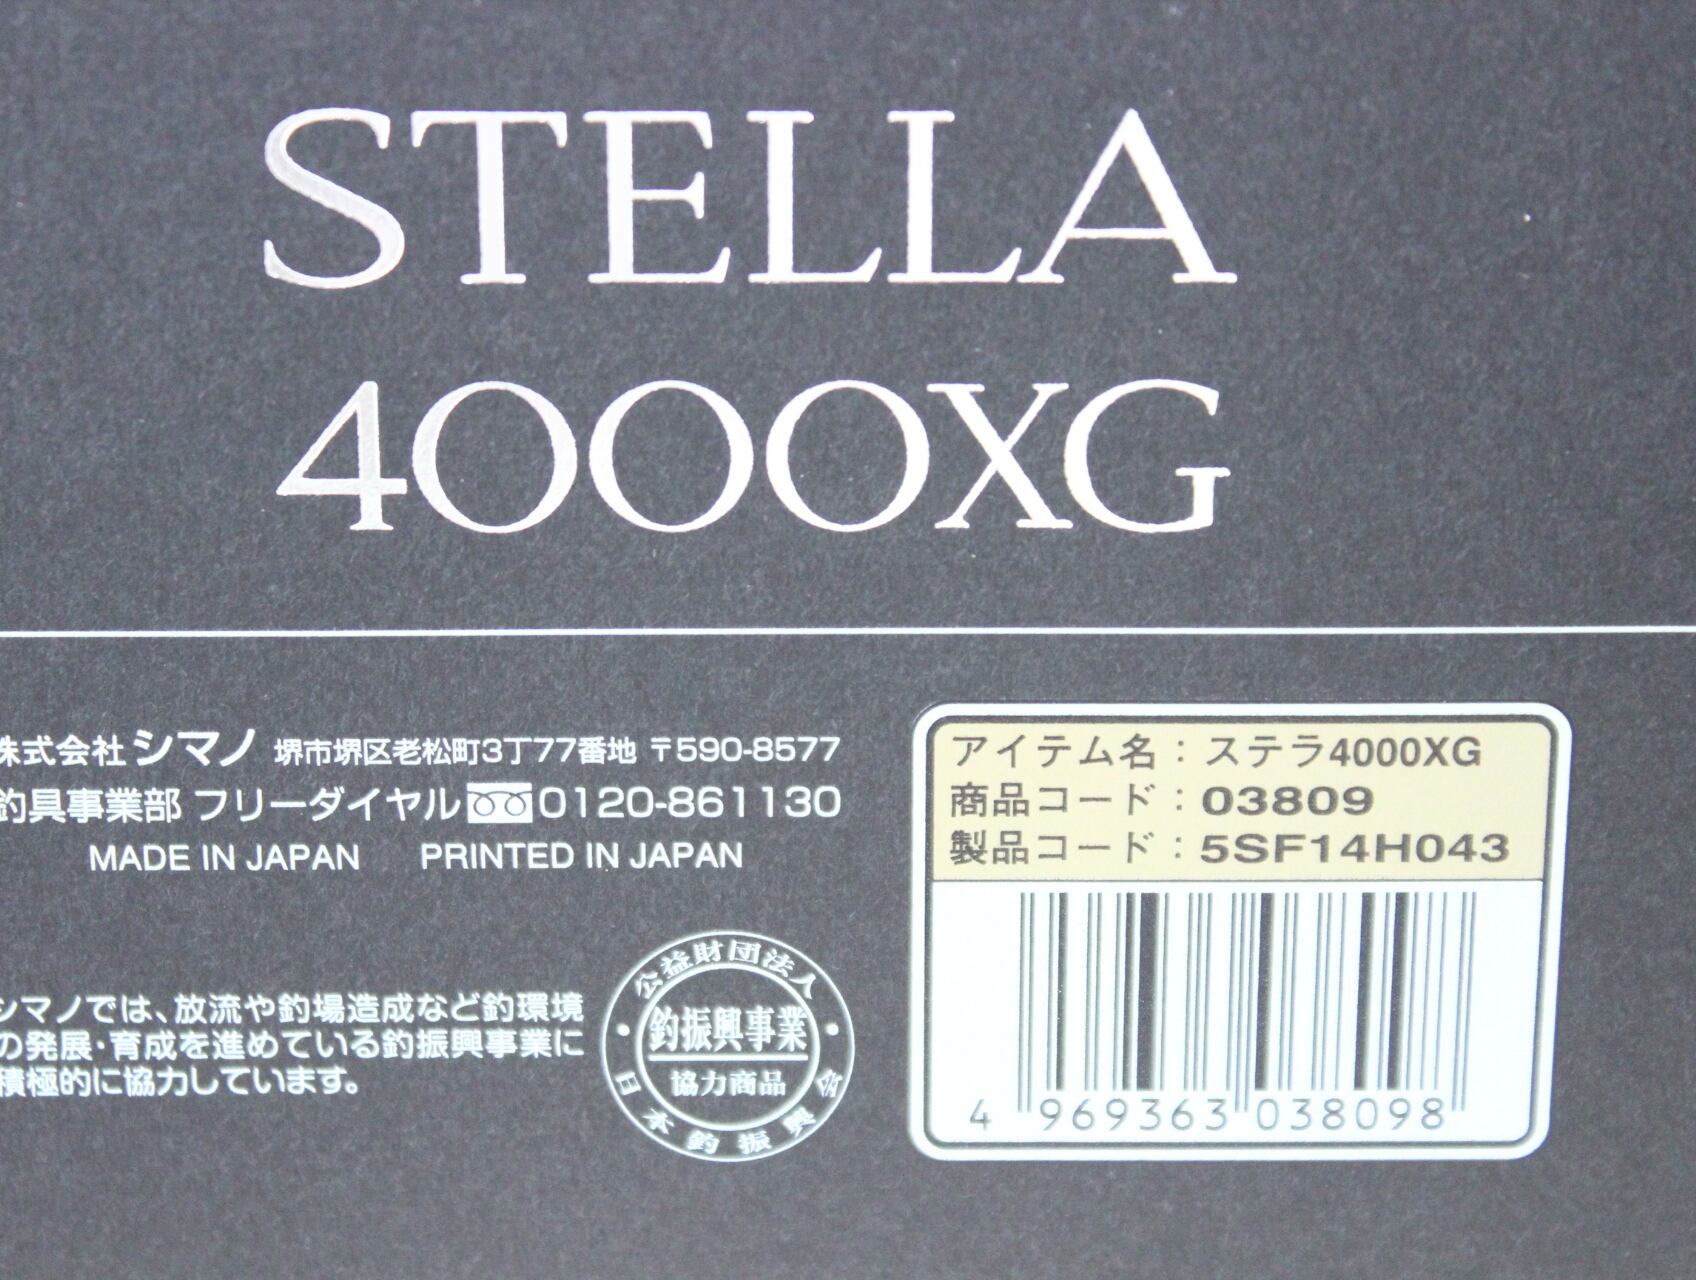 STELLA
4000XG
株式会社 シマノ 堺市堺区老松町3丁77番地 〒590-8577
釣具事業部 フリーダイヤル 0120-861130
MADE IN JAPAN PRINTED IN JAPAN
シマノでは、放流や釣場造成など釣環境
の発展・育成を進めている釣振興事業に
積極的に協力しています。
公益財団法人
釣振興事業
協力商品
日本釣振興会
アイテム名：ステラ4000XG
商品コード：03809
製品コード：5SF14H043
4 969363 038098